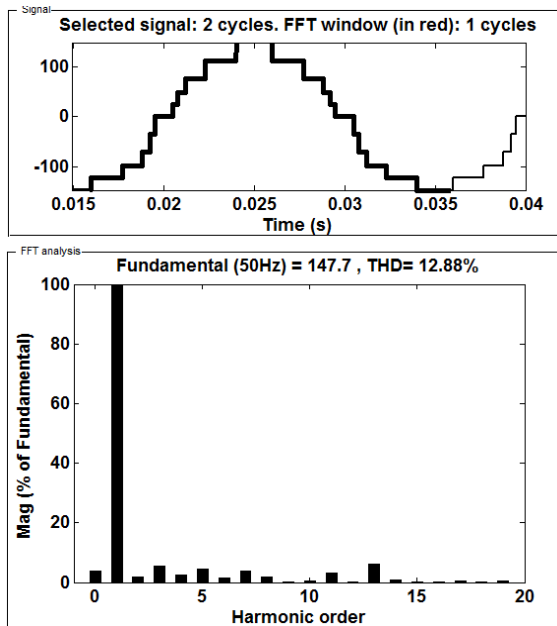 Signal
Selected signal: 2 cycles. FFT window (in red): 1 cycles
100
0
-100
0.015 0.02 0.025 0.03 0.035 0.04
Time (s)
FFT analysis
Fundamental (50Hz) = 147.7 , THD= 12.88%
100
80
60
40
20
0
Mag (% of Fundamental)
0 5 10 15 20
Harmonic order